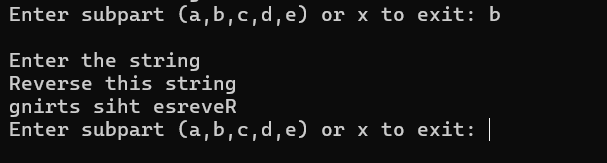 Enter subpart (a,b,c,d,e) or x to exit: b
Enter the string
Reverse this string
gnirts siht esreveR
Enter subpart (a,b,c,d,e) or x to exit: